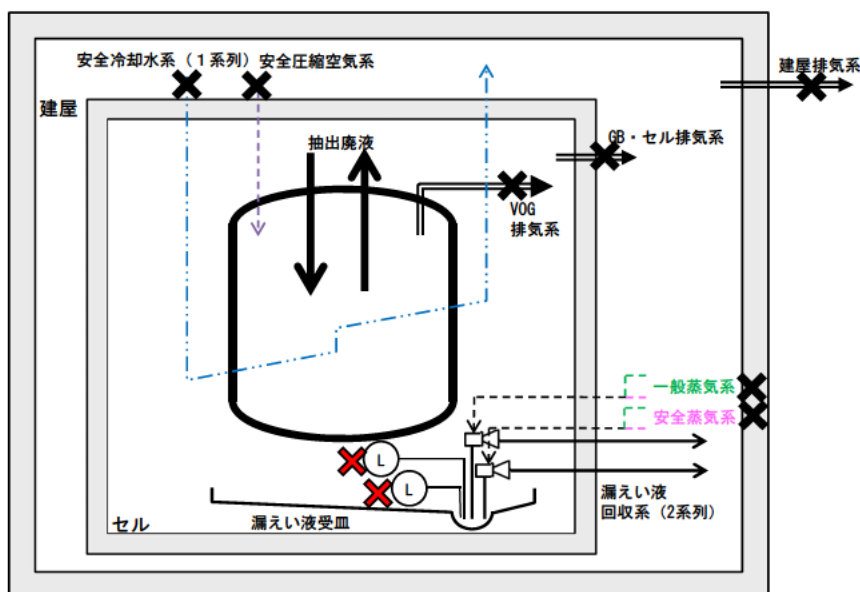 安全冷却水系（１系列）
安全圧縮空気系
建屋排気系
建屋
GB・セル排気系
抽出廃液
VOG
排気系
一般蒸気系
安全蒸気系
L
L
漏えい液
回収系（2系列）
漏えい液受皿
セル